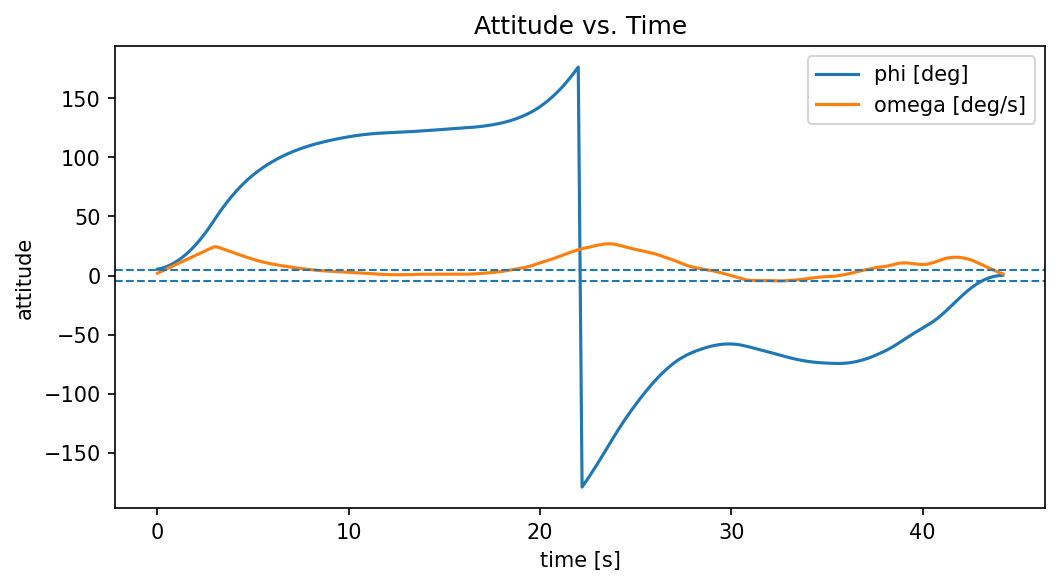 Attitude vs. Time
phi [deg]
omega [deg/s]
attitude
150
100
50
0
−50
−100
−150
0 10 20 30 40
time [s]